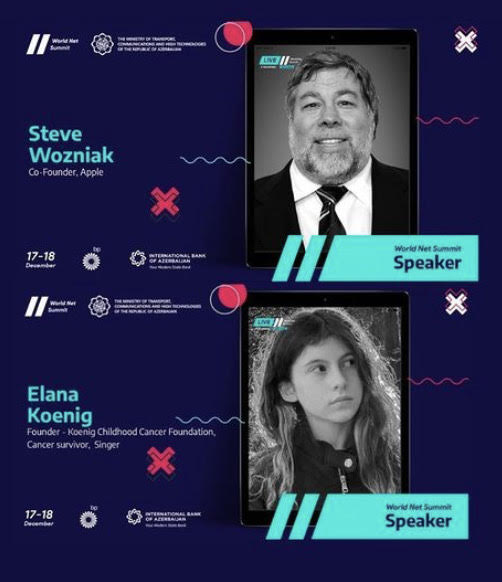 World Net
Summit
THE MINISTRY OF TRANSPORT,
COMMUNICATIONS AND HIGH TECHNOLOGIES
OF THE REPUBLIC OF AZERBAIJAN
LIVE
Steve
Wozniak
Co-Founder, Apple
17-18
December
bp
INTERNATIONAL BANK
OF AZERBAIJAN
Your Modern State Bank
World Net Summit
Speaker
World Net
Summit
THE MINISTRY OF TRANSPORT,
COMMUNICATIONS AND HIGH TECHNOLOGIES
OF THE REPUBLIC OF AZERBAIJAN
LIVE
Elana
Koenig
Founder - Koenig Childhood Cancer Foundation,
Cancer survivor, Singer
17-18
December
bp
INTERNATIONAL BANK
OF AZERBAIJAN
Your Modern State Bank
World Net Summit
Speaker